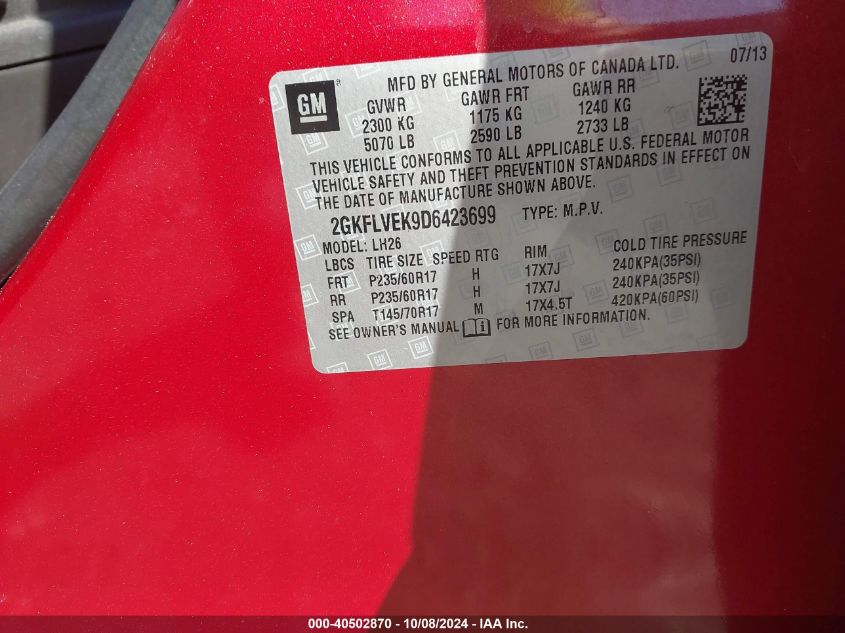 MFD BY GENERAL MOTORS OF CANADA LTD. 07/13
GM
GVWR GAWR FRT GAWR RR
2300 KG 1175 KG 1240 KG
5070 LB 2590 LB 2733 LB
THIS VEHICLE CONFORMS TO ALL APPLICABLE U.S. FEDERAL MOTOR
VEHICLE SAFETY AND THEFT PREVENTION STANDARDS IN EFFECT ON
THE DATE OF MANUFACTURE SHOWN ABOVE.
2GKFLVEK9D6423699 TYPE: M.P.V.
MODEL: LH26
LBCS TIRE SIZE SPEED RTG RIM COLD TIRE PRESSURE
FRT P235/60R17 H 17X7J 240KPA(35PSI)
RR P235/60R17 H 17X7J 240KPA(35PSI)
SPA T145/70R17 M 17X4.5T 420KPA(60PSI)
SEE OWNER'S MANUAL FOR MORE INFORMATION.
000-40502870 - 10/08/2024 - IAA Inc.